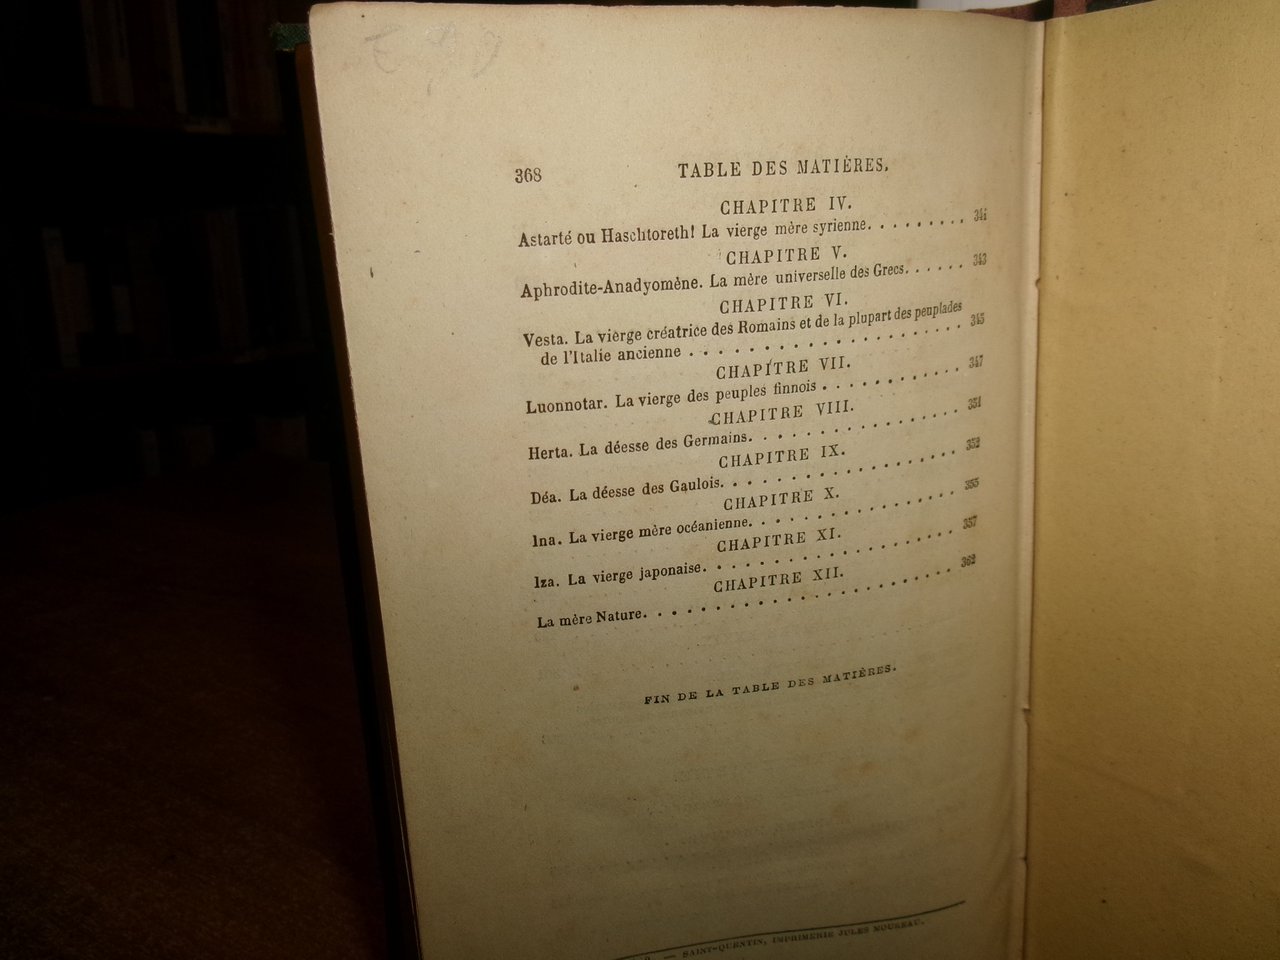 368 TABLE DES MATIÈRES.
CHAPITRE IV.
Astarté ou Haschtoreth! La vierge mère syrienne. . . . . . . . . 341
CHAPITRE V.
Aphrodite-Anadyomène. La mère universelle des Grecs. . . . . . 343
CHAPITRE VI.
Vesta. La vierge créatrice des Romains et de la plupart des peuplades
de l'Italie ancienne . . . . . . . . . . . . . . . . . . . 345
CHAPITRE VII.
Luonnotar. La vierge des peuples finnois . . . . . . . . . . . 347
CHAPITRE VIII.
Herta. La déesse des Germains. . . . . . . . . . . . . . . 351
CHAPITRE IX.
Déa. La déesse des Gaulois. . . . . . . . . . . . . . . . . 352
CHAPITRE X.
Ina. La vierge mère océanienne. . . . . . . . . . . . . . . 355
CHAPITRE XI.
Iza. La vierge japonaise. . . . . . . . . . . . . . . . . . 357
CHAPITRE XII.
La mère Nature. . . . . . . . . . . . . . . . . . . . . . 362
FIN DE LA TABLE DES MATIÈRES.
— SAINT-QUENTIN, IMPRIMERIE JULES MOUREAU.